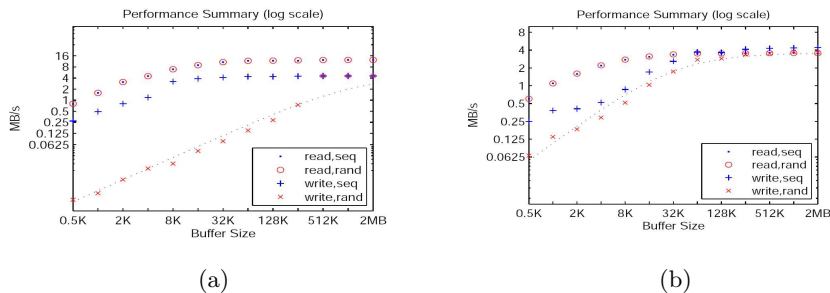 Performance Summary (log scale)
16
8
4
2
1
0.5
0.25
0.125
0.0625
MB/s
read,seq
read,rand
write,seq
write,rand
0.5K 2K 8K 32K 128K 512K 2MB
Buffer Size
(a)
Performance Summary (log scale)
8
4
2
1
0.5
0.25
0.125
0.0625
MB/s
read,seq
read,rand
write,seq
write,rand
0.5K 2K 8K 32K 128K 512K 2MB
Buffer Size
(b)